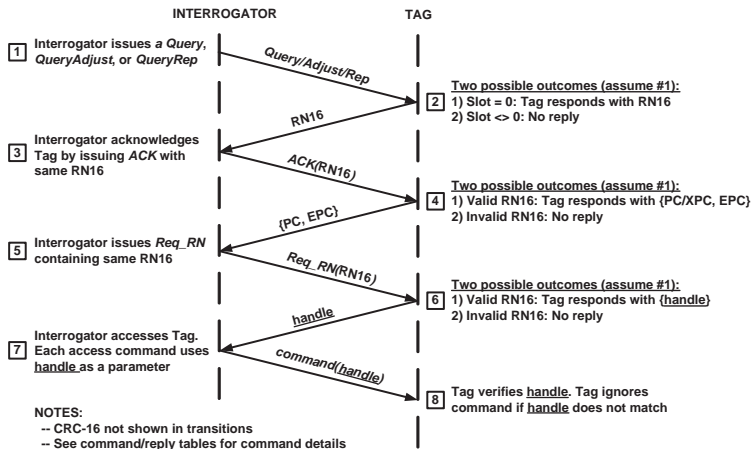 INTERROGATOR
TAG
1
Interrogator issues a Query,
QueryAdjust, or QueryRep
Query/Adjust/Rep
2
Two possible outcomes (assume #1):
1) Slot = 0: Tag responds with RN16
2) Slot <> 0: No reply
RN16
3
Interrogator acknowledges
Tag by issuing ACK with
same RN16
ACK(RN16)
4
Two possible outcomes (assume #1):
1) Valid RN16: Tag responds with {PC/XPC, EPC}
2) Invalid RN16: No reply
{PC, EPC}
5
Interrogator issues Req_RN
containing same RN16
Req_RN(RN16)
6
Two possible outcomes (assume #1):
1) Valid RN16: Tag responds with {handle}
2) Invalid RN16: No reply
handle
7
Interrogator accesses Tag.
Each access command uses
handle as a parameter
command(handle)
8
Tag verifies handle. Tag ignores
command if handle does not match
NOTES:
-- CRC-16 not shown in transitions
-- See command/reply tables for command details